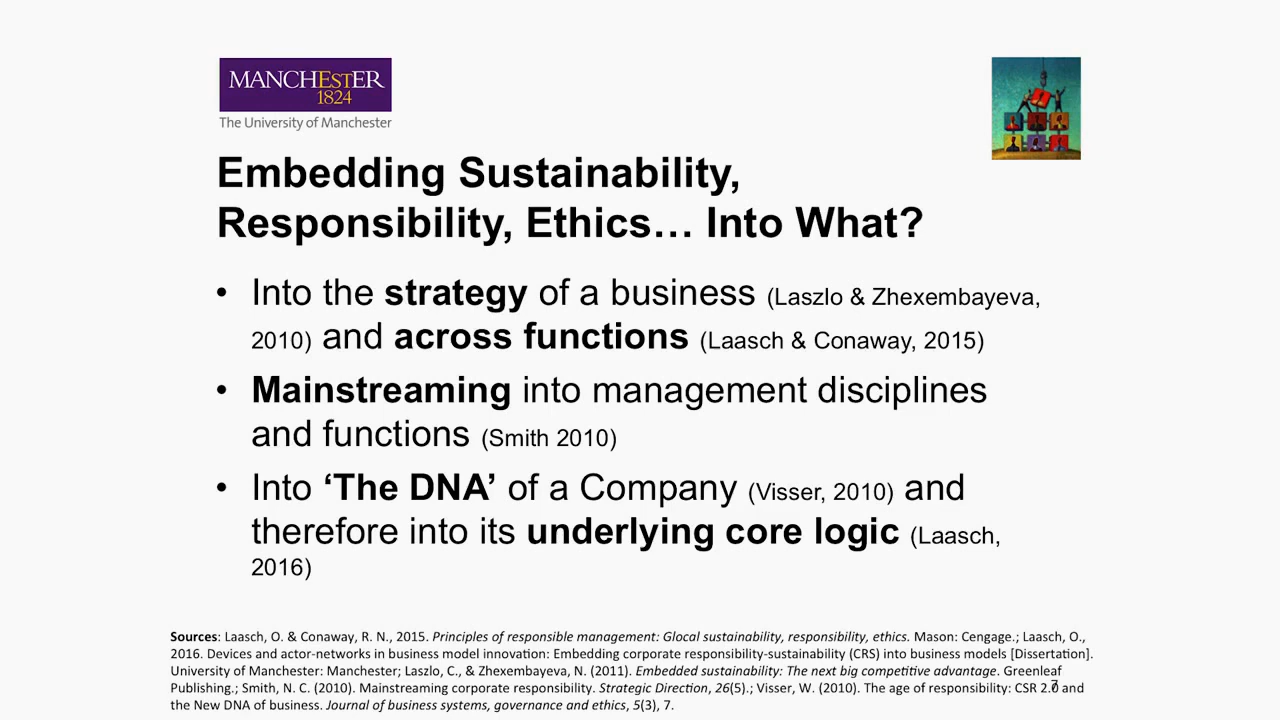 MANCHEsTER
1824
The University of Manchester
Embedding Sustainability,
Responsibility, Ethics… Into What?
• Into the strategy of a business (Laszlo & Zhexembayeva,
2010) and across functions (Laasch & Conaway, 2015)
• Mainstreaming into management disciplines
and functions (Smith 2010)
• Into ‘The DNA’ of a Company (Visser, 2010) and
therefore into its underlying core logic (Laasch,
2016)
Sources: Laasch, O. & Conaway, R. N., 2015. Principles of responsible management: Glocal sustainability, responsibility, ethics. Mason: Cengage.; Laasch, O.,
2016. Devices and actor-networks in business model innovation: Embedding corporate responsibility-sustainability (CRS) into business models [Dissertation].
University of Manchester: Manchester; Laszlo, C., & Zhexembayeva, N. (2011). Embedded sustainability: The next big competitive advantage. Greenleaf
Publishing.; Smith, N. C. (2010). Mainstreaming corporate responsibility. Strategic Direction, 26(5).; Visser, W. (2010). The age of responsibility: CSR 2.0 and
the New DNA of business. Journal of business systems, governance and ethics, 5(3), 7.
7